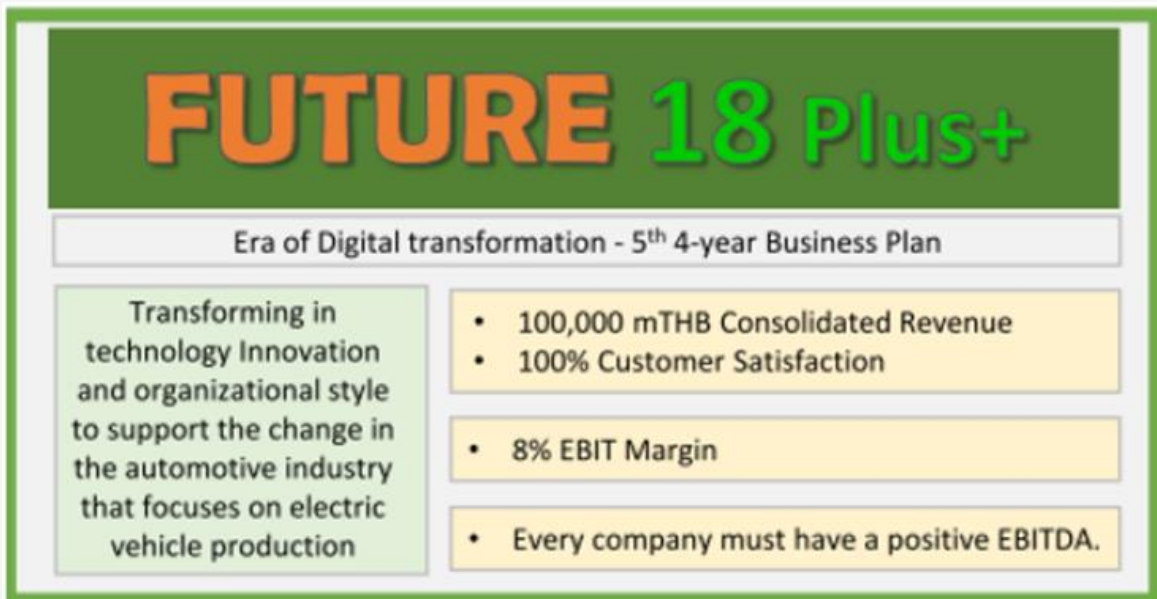 FUTURE 18 Plus+
Era of Digital transformation - 5th 4-year Business Plan
Transforming in
technology Innovation
and organizational style
to support the change in
the automotive industry
that focuses on electric
vehicle production
• 100,000 mTHB Consolidated Revenue
• 100% Customer Satisfaction
• 8% EBIT Margin
• Every company must have a positive EBITDA.